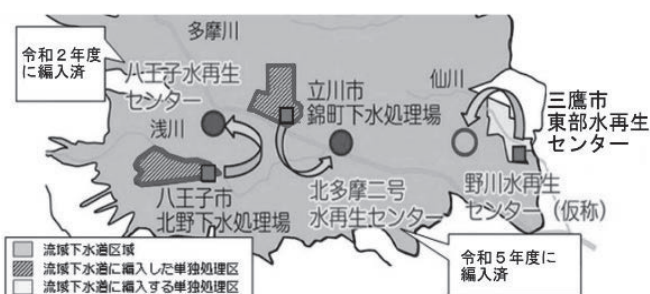 多摩川
令和２年度
に編入済
八王子水再生
センター
浅川
立川市
錦町下水処理場
仙川
三鷹市
東部水再生
センター
八王子市
北野下水処理場
北多摩二号
水再生センター
野川水再生
センター（仮称）
令和５年度に
編入済
流域下水道区域
流域下水道に編入した単独処理区
流域下水道に編入する単独処理区